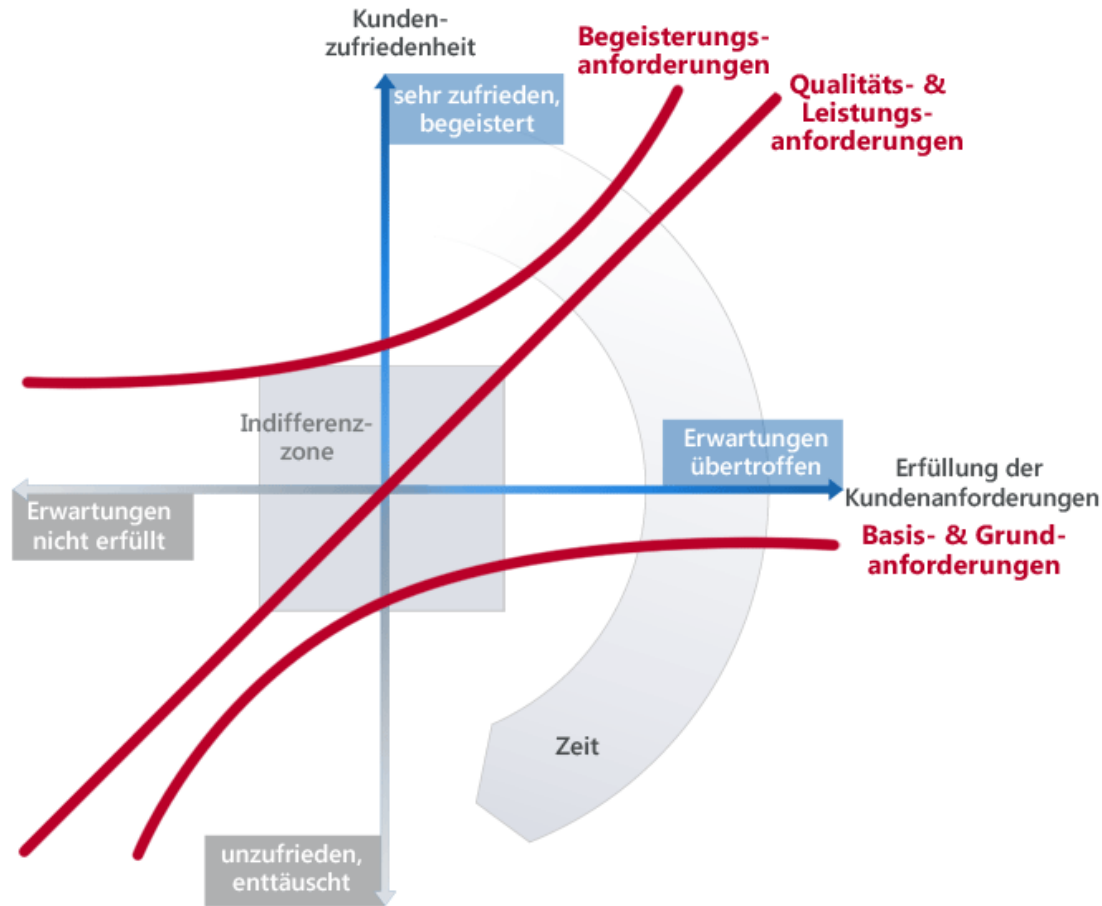 Kunden-
zufriedenheit
Begeisterungs-
anforderungen
Qualitäts- &
Leistungs-
anforderungen
sehr zufrieden,
begeistert
Indifferenz-
zone
Erwartungen
übertroffen
Erfüllung der
Kundenanforderungen
Erwartungen
nicht erfüllt
Basis- & Grund-
anforderungen
Zeit
unzufrieden,
enttäuscht